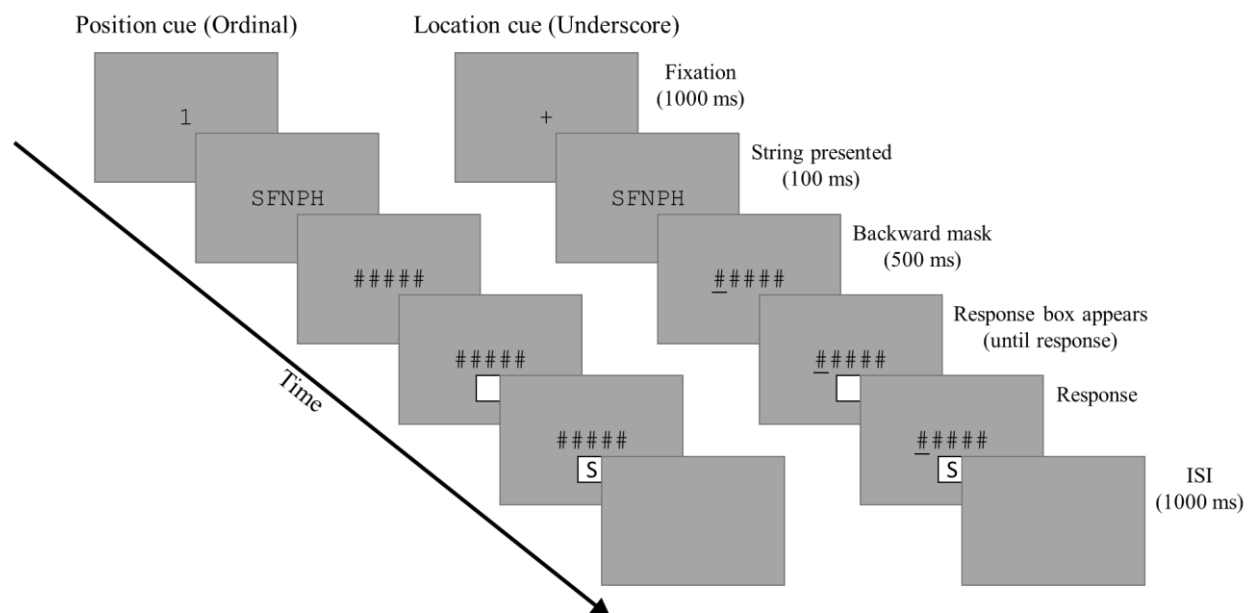 Position cue (Ordinal)
Location cue (Underscore)
1
+
Fixation
(1000 ms)
SFNPH
SFNPH
String presented
(100 ms)
#####
#####
Backward mask
(500 ms)
#####
#####
Response box appears
(until response)
Time
#####
S
#####
S
Response
ISI
(1000 ms)